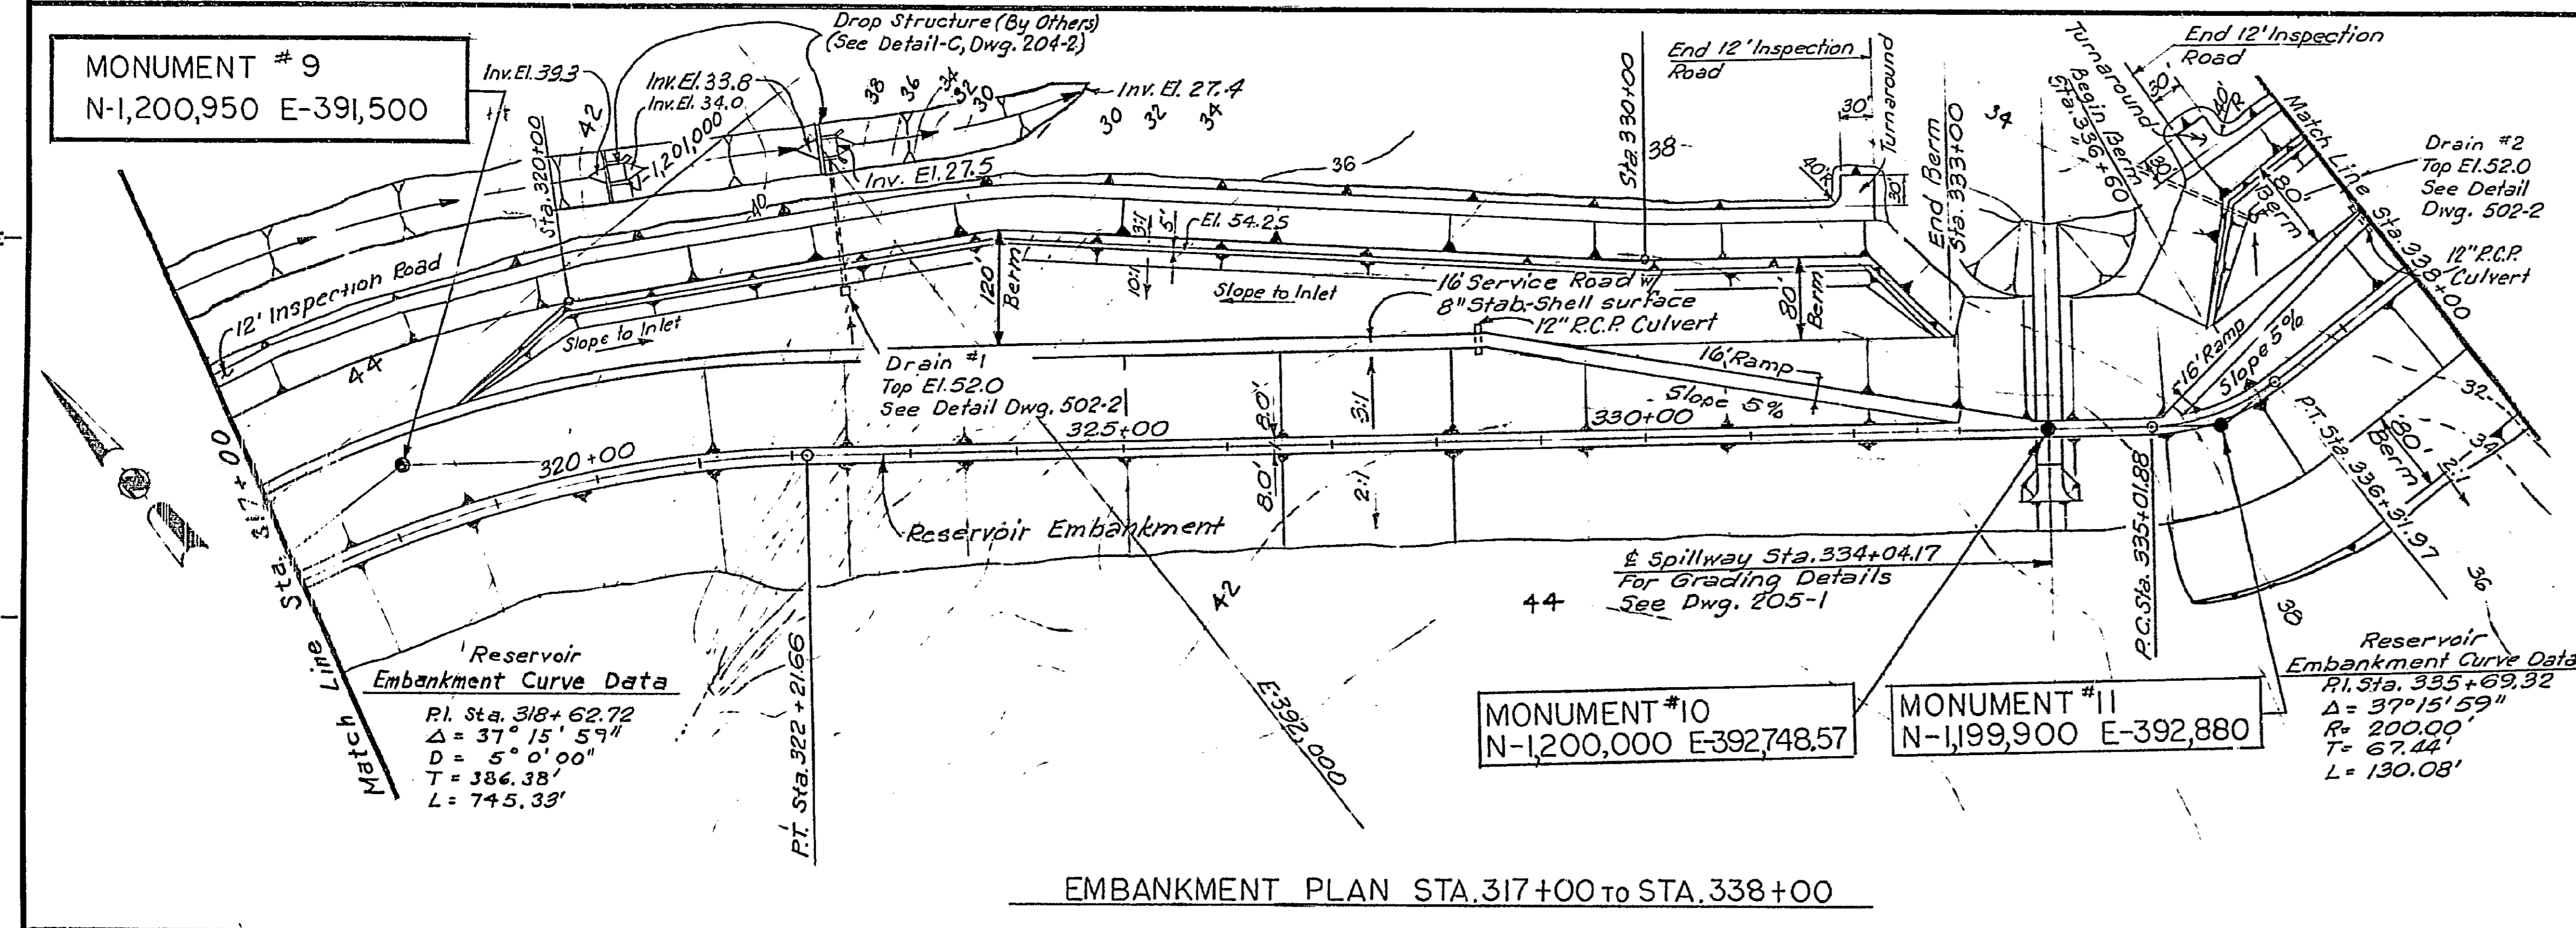 MONUMENT #9
N-1,200,950 E-391,500
Drop Structure (By Others)
(See Detail-C, Dwg. 204-2)
Inv. El. 39.3
Inv. El. 33.8
Inv. El. 34.0
42
1,201,000
38
36
34
32
30
Inv. El. 27.4
30
32
34
Inv. El. 27.5
Sta. 320+00
40
36
Sta. 330+00
38
End 12' Inspection
Road
30'
Turnaround
40'R
30'
End Berm
Sta. 333+00
34
Turnaround
Begin Berm
Sta. 336+60
End 12' Inspection
Road
30'
40'R
30'
80'
Berm
Match Line Sta. 338+00
Drain #2
Top El. 52.0
See Detail
Dwg. 502-2
12" R.C.P.
Culvert
12' Inspection Road
44
Slope to Inlet
120'
Berm
3:1
5'
10:1
El. 54.25
Slope to Inlet
16' Service Road w/
8" Stab-Shell surface
12" R.C.P. Culvert
80'
Berm
16' Ramp
Slope 5%
16' Ramp
Slope 5%
Drain #1
Top El. 52.0
See Detail Dwg. 502-2
320+00
325+00
330+00
8.0'
8.0'
3:1
2:1
Reservoir Embankment
℄ Spillway Sta. 334+04.17
For Grading Details
See Dwg. 205-1
42
44
P.C. Sta. 335+01.88
P.T. Sta. 336+31.97
80'
Berm
2:1
32
34
36
38
Match Line Sta. 317+00
Reservoir
Embankment Curve Data
P.I. Sta. 318+62.72
Δ = 37° 15' 59"
D = 5° 0' 00"
T = 386.38'
L = 745.33'
P.T. Sta. 322+21.66
E-392,000
MONUMENT #10
N-1,200,000 E-392,748.57
MONUMENT #11
N-1,199,900 E-392,880
Reservoir
Embankment Curve Data
P.I. Sta. 335+69.32
Δ = 37° 15' 59"
R = 200.00'
T = 67.44'
L = 130.08'
EMBANKMENT PLAN STA. 317+00 TO STA. 338+00